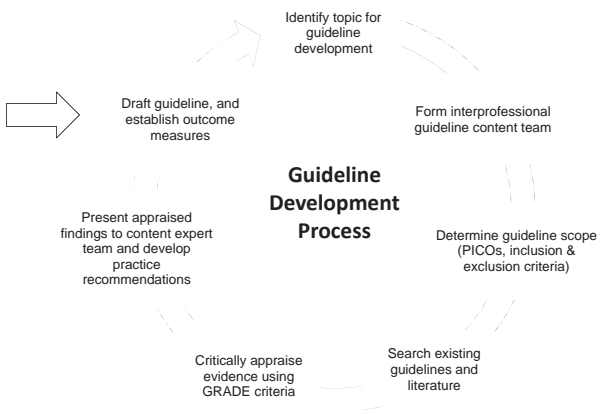 Identify topic for
guideline
development
Form interprofessional
guideline content team
Determine guideline scope
(PICOs, inclusion &
exclusion criteria)
Search existing
guidelines and
literature
Critically appraise
evidence using
GRADE criteria
Present appraised
findings to content expert
team and develop
practice
recommendations
Draft guideline, and
establish outcome
measures
Guideline
Development
Process